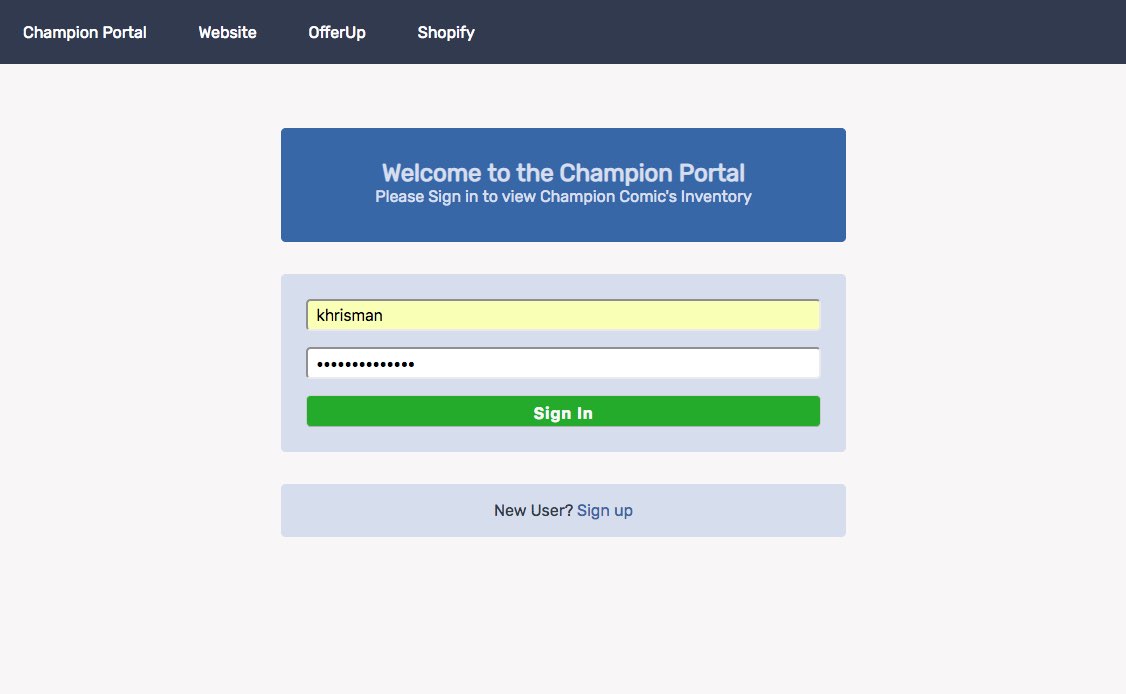 Champion Portal Website OfferUp Shopify
Welcome to the Champion Portal
Please Sign in to view Champion Comic's Inventory
khrisman
••••••••••••••
Sign In
New User? Sign up